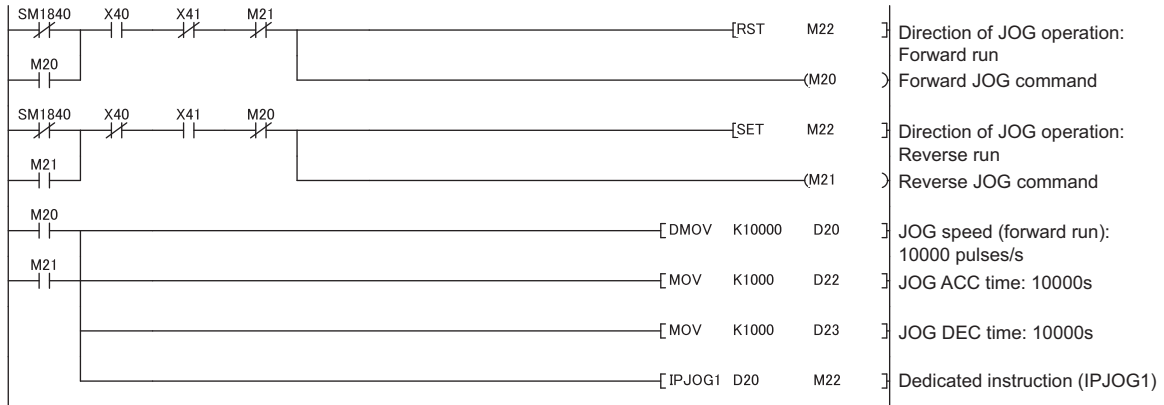 SM1840 X40 X41 M21
[RST M22 ] Direction of JOG operation:
Forward run
M20
(M20 ) Forward JOG command
SM1840 X40 X41 M20
[SET M22 ] Direction of JOG operation:
Reverse run
M21
(M21 ) Reverse JOG command
M20
[DMOV K10000 D20 ] JOG speed (forward run):
10000 pulses/s
M21
[MOV K1000 D22 ] JOG ACC time: 10000s
[MOV K1000 D23 ] JOG DEC time: 10000s
[IPJOG1 D20 M22 ] Dedicated instruction (IPJOG1)